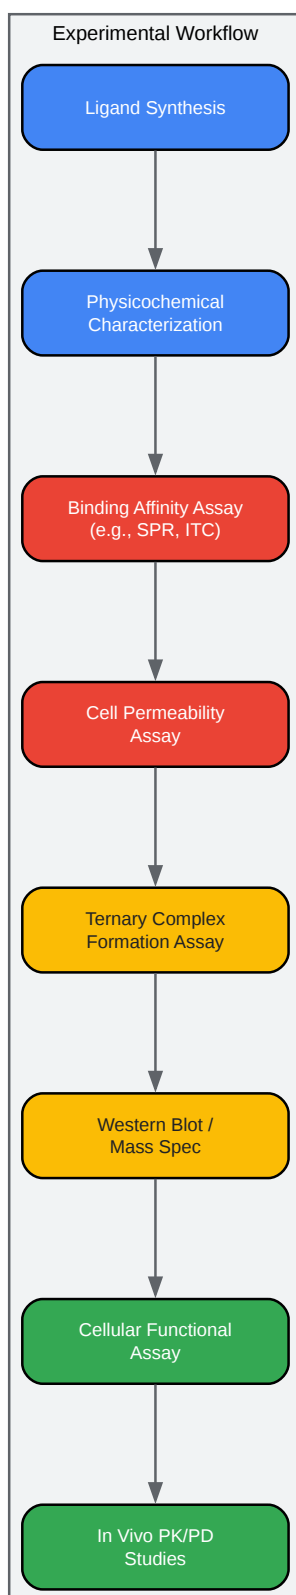 Experimental Workflow
Ligand Synthesis
Physicochemical
Characterization
Binding Affinity Assay
(e.g., SPR, ITC)
Cell Permeability
Assay
Ternary Complex
Formation Assay
Western Blot /
Mass Spec
Cellular Functional
Assay
In Vivo PK/PD
Studies